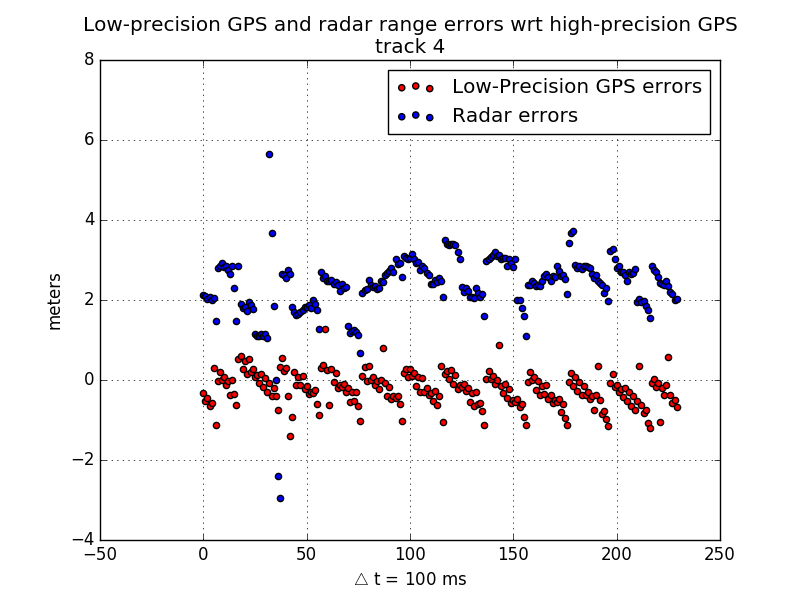 Low-precision GPS and radar range errors wrt high-precision GPS
track 4
8
6
4
2
0
−2
−4
meters
Low-Precision GPS errors
Radar errors
−50
0
50
100
150
200
250
△ t = 100 ms